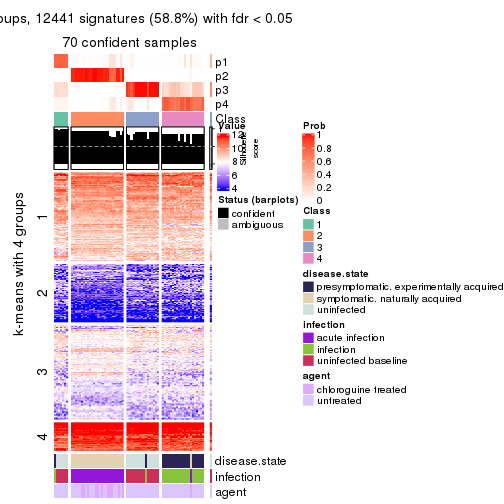 oups, 12441 signatures (58.8%) with fdr < 0.05
70 confident samples
p1
p2
p3
p4
Class
Silhouette
score
Value
12
10
8
6
4
Status (barplots)
confident
ambiguous
Prob
1
0.8
0.6
0.4
0.2
0
Class
1
2
3
4
disease.state
presymptomatic, experimentally acquired
symptomatic, naturally acquired
uninfected
infection
acute infection
infection
uninfected baseline
agent
chloroguine treated
untreated
k-means with 4 groups
1
2
3
4
disease.state
infection
agent